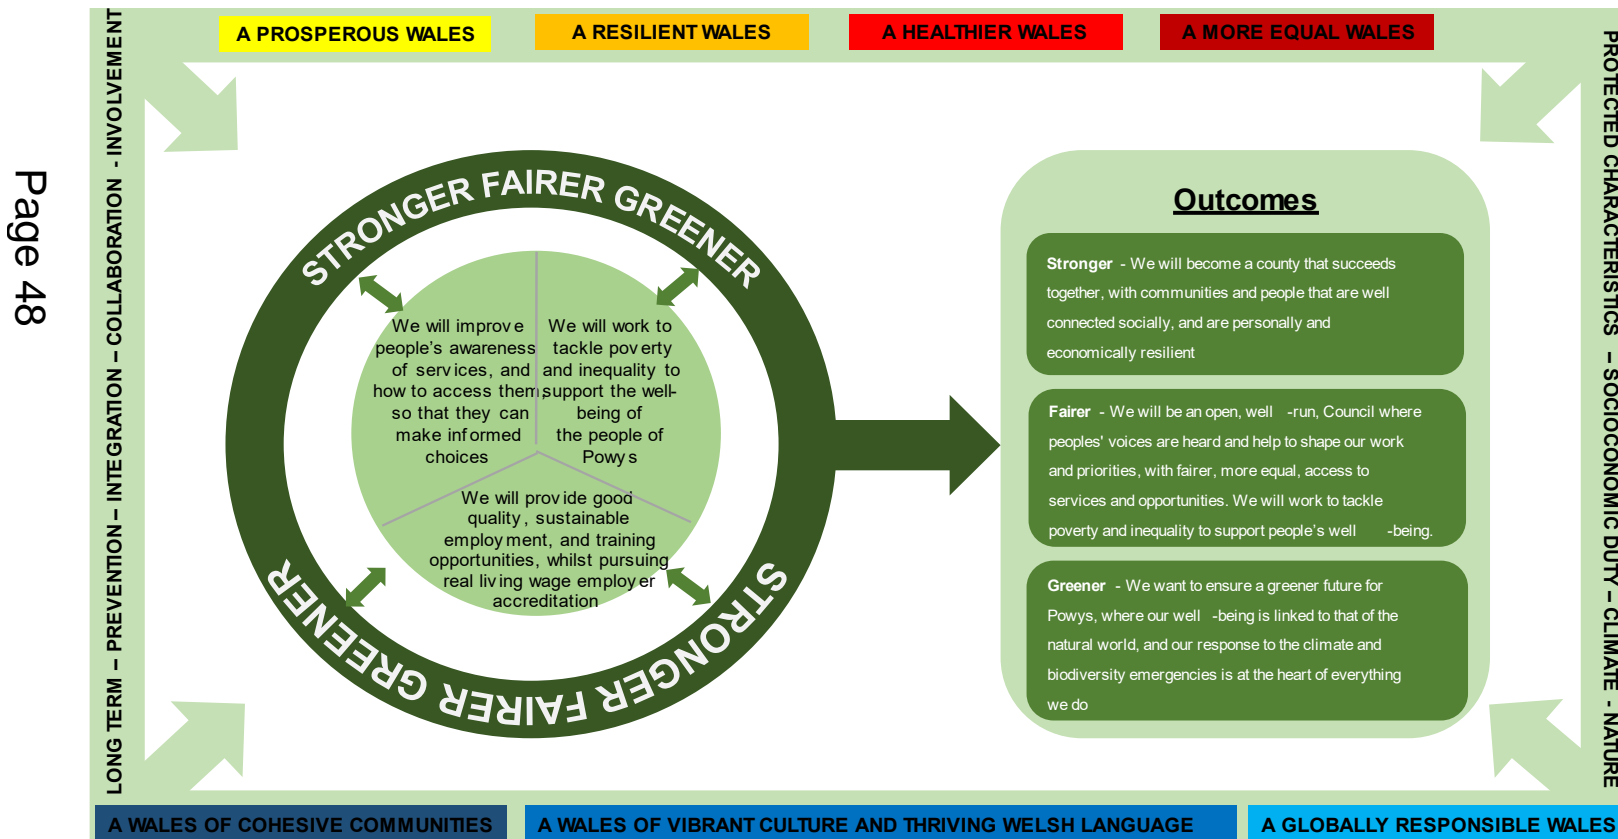 A PROSPEROUS WALES
A RESILIENT WALES
A HEALTHIER WALES
A MORE EQUAL WALES
LONG TERM – PREVENTION – INTEGRATION – COLLABORATION - INVOLVEMENT
Page 48
STRONGER FAIRER GREENER
We will improve
people’s awareness
of services, and
how to access them,
so that they can
make informed
choices
We will work to
tackle poverty
and inequality to
support the well-
being of
the people of
Powys
We will provide good
quality, sustainable
employment, and training
opportunities, whilst pursuing
real living wage employer
accreditation
STRONGER FAIRER GREENER
Outcomes
Stronger - We will become a county that succeeds
together, with communities and people that are well
connected socially, and are personally and
economically resilient
Fairer - We will be an open, well -run, Council where
peoples' voices are heard and help to shape our work
and priorities, with fairer, more equal, access to
services and opportunities. We will work to tackle
poverty and inequality to support people’s well -being.
Greener - We want to ensure a greener future for
Powys, where our well -being is linked to that of the
natural world, and our response to the climate and
biodiversity emergencies is at the heart of everything
we do
PROTECTED CHARACTERISTICS – SOCIOECONOMIC DUTY – CLIMATE - NATURE
A WALES OF COHESIVE COMMUNITIES
A WALES OF VIBRANT CULTURE AND THRIVING WELSH LANGUAGE
A GLOBALLY RESPONSIBLE WALES